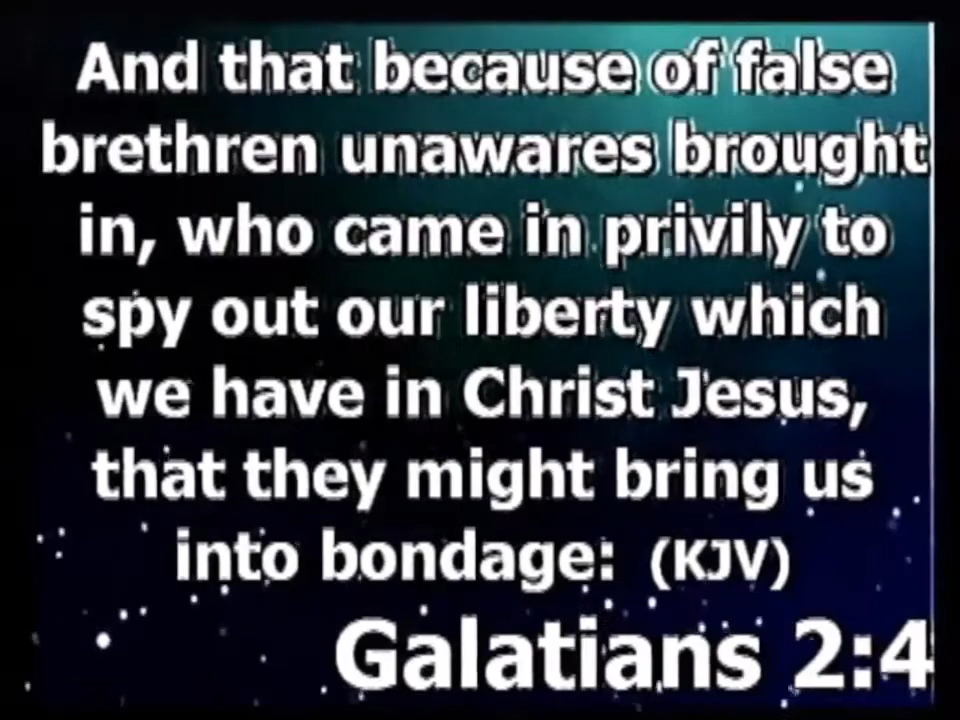 And that because of false
brethren unawares brought
in, who came in privily to
spy out our liberty which
we have in Christ Jesus,
that they might bring us
into bondage: (KJV)
Galatians 2:4